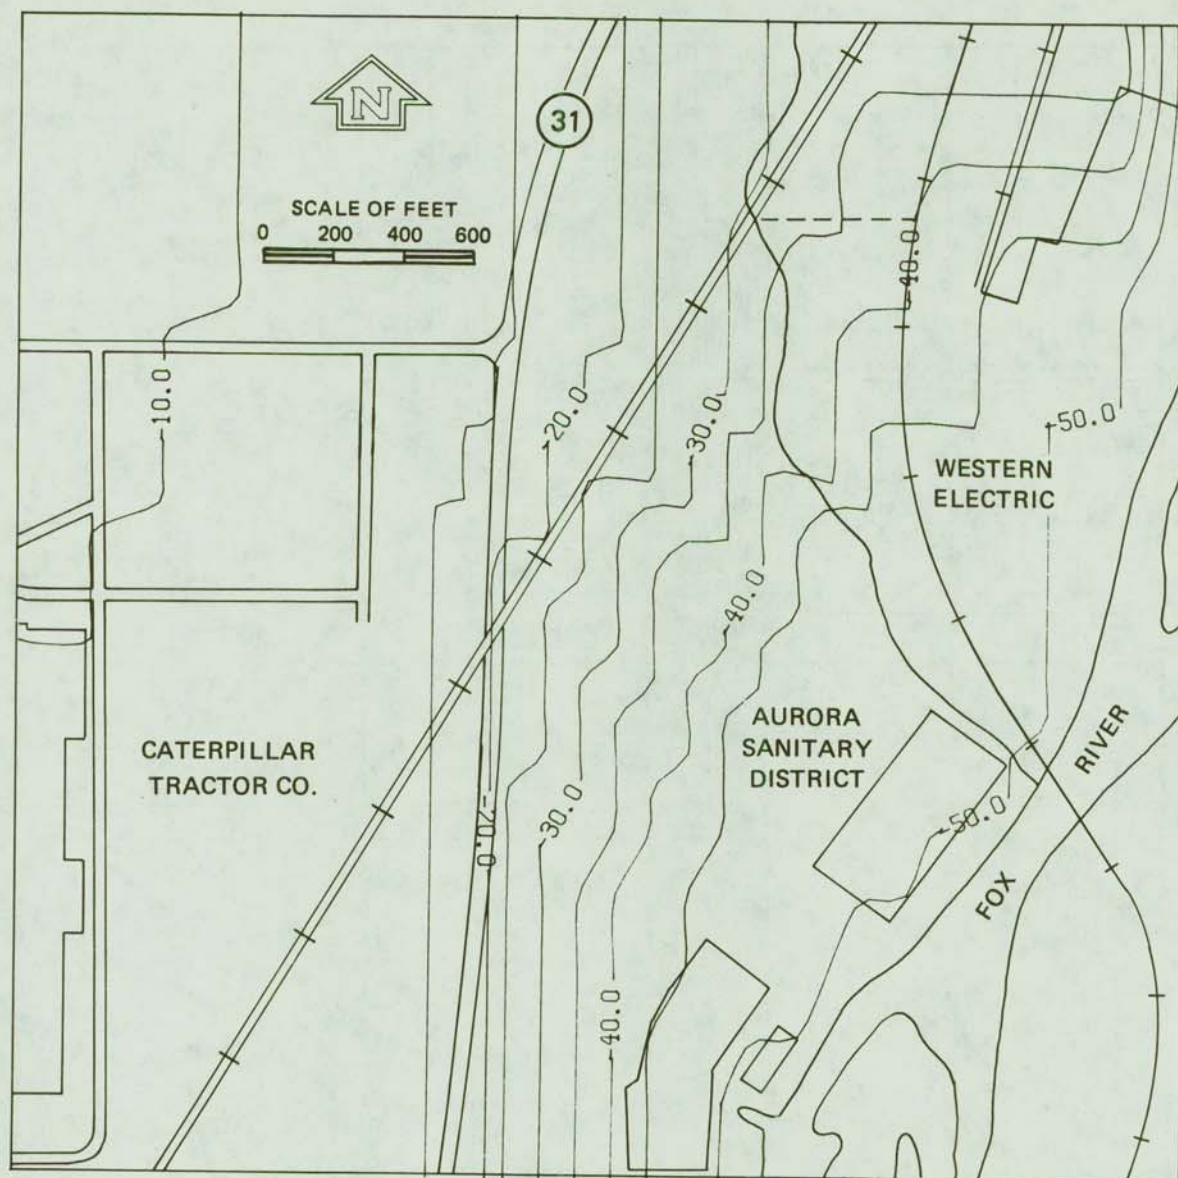 N
31
SCALE OF FEET
0 200 400 600
-40.0
-10.0
-20.0
-30.0
-50.0
WESTERN
ELECTRIC
-40.0
AURORA
SANITARY
DISTRICT
RIVER
CATERPILLAR
TRACTOR CO.
-20.0
-30.0
-50.0
FOX
-40.0